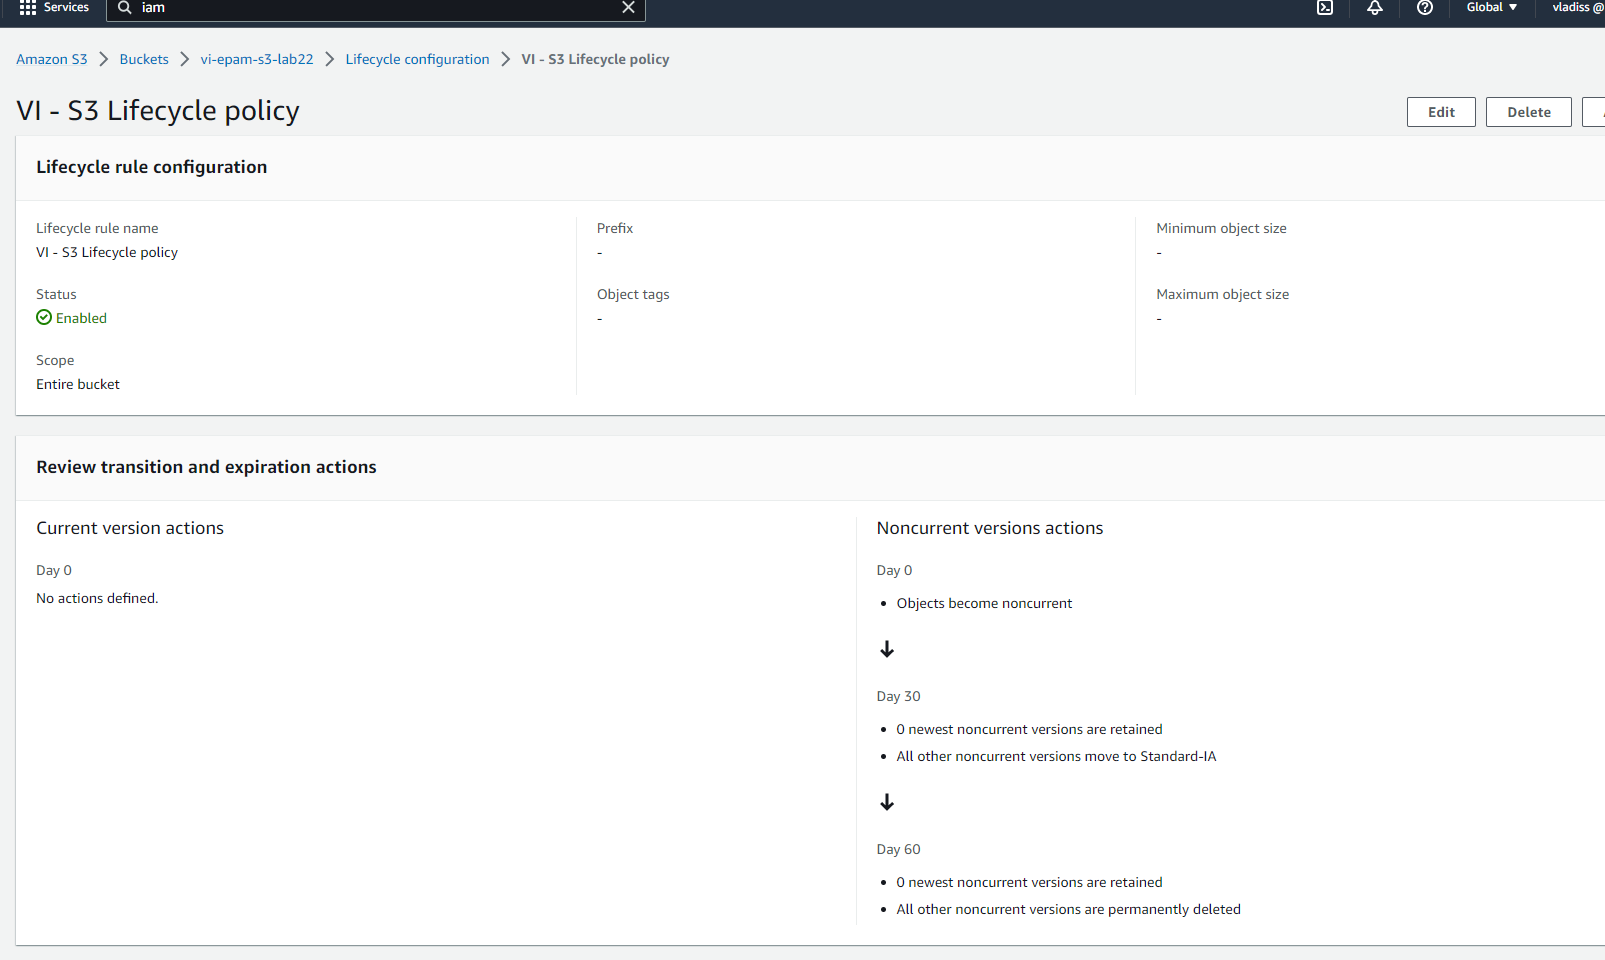 Services
iam
Global
vladiss @
Amazon S3 > Buckets > vi-epam-s3-lab22 > Lifecycle configuration > VI - S3 Lifecycle policy
VI - S3 Lifecycle policy
Edit
Delete
Lifecycle rule configuration
Lifecycle rule name
VI - S3 Lifecycle policy
Status
Enabled
Scope
Entire bucket
Prefix
-
Object tags
-
Minimum object size
-
Maximum object size
-
Review transition and expiration actions
Current version actions
Day 0
No actions defined.
Noncurrent versions actions
Day 0
• Objects become noncurrent
Day 30
• 0 newest noncurrent versions are retained
• All other noncurrent versions move to Standard-IA
Day 60
• 0 newest noncurrent versions are retained
• All other noncurrent versions are permanently deleted